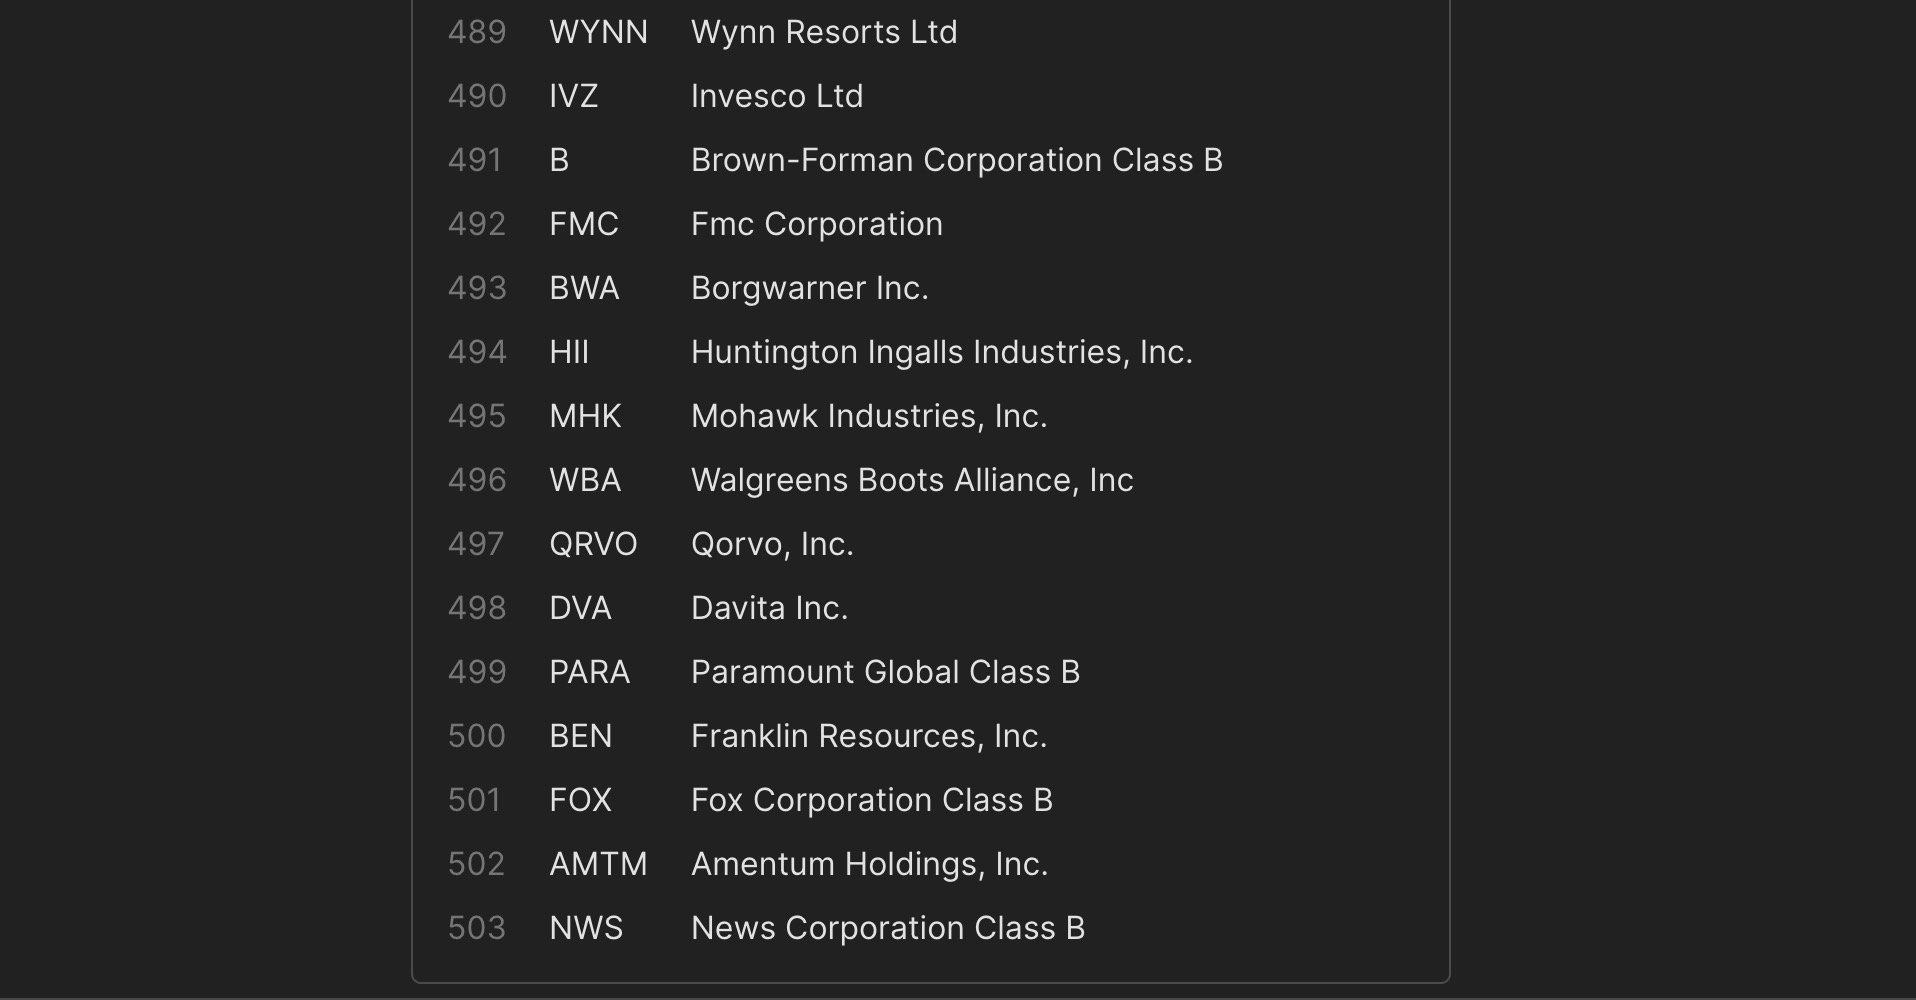 489 WYNN Wynn Resorts Ltd
490 IVZ Invesco Ltd
491 B Brown-Forman Corporation Class B
492 FMC Fmc Corporation
493 BWA Borgwarner Inc.
494 HII Huntington Ingalls Industries, Inc.
495 MHK Mohawk Industries, Inc.
496 WBA Walgreens Boots Alliance, Inc
497 QRVO Qorvo, Inc.
498 DVA Davita Inc.
499 PARA Paramount Global Class B
500 BEN Franklin Resources, Inc.
501 FOX Fox Corporation Class B
502 AMTM Amentum Holdings, Inc.
503 NWS News Corporation Class B